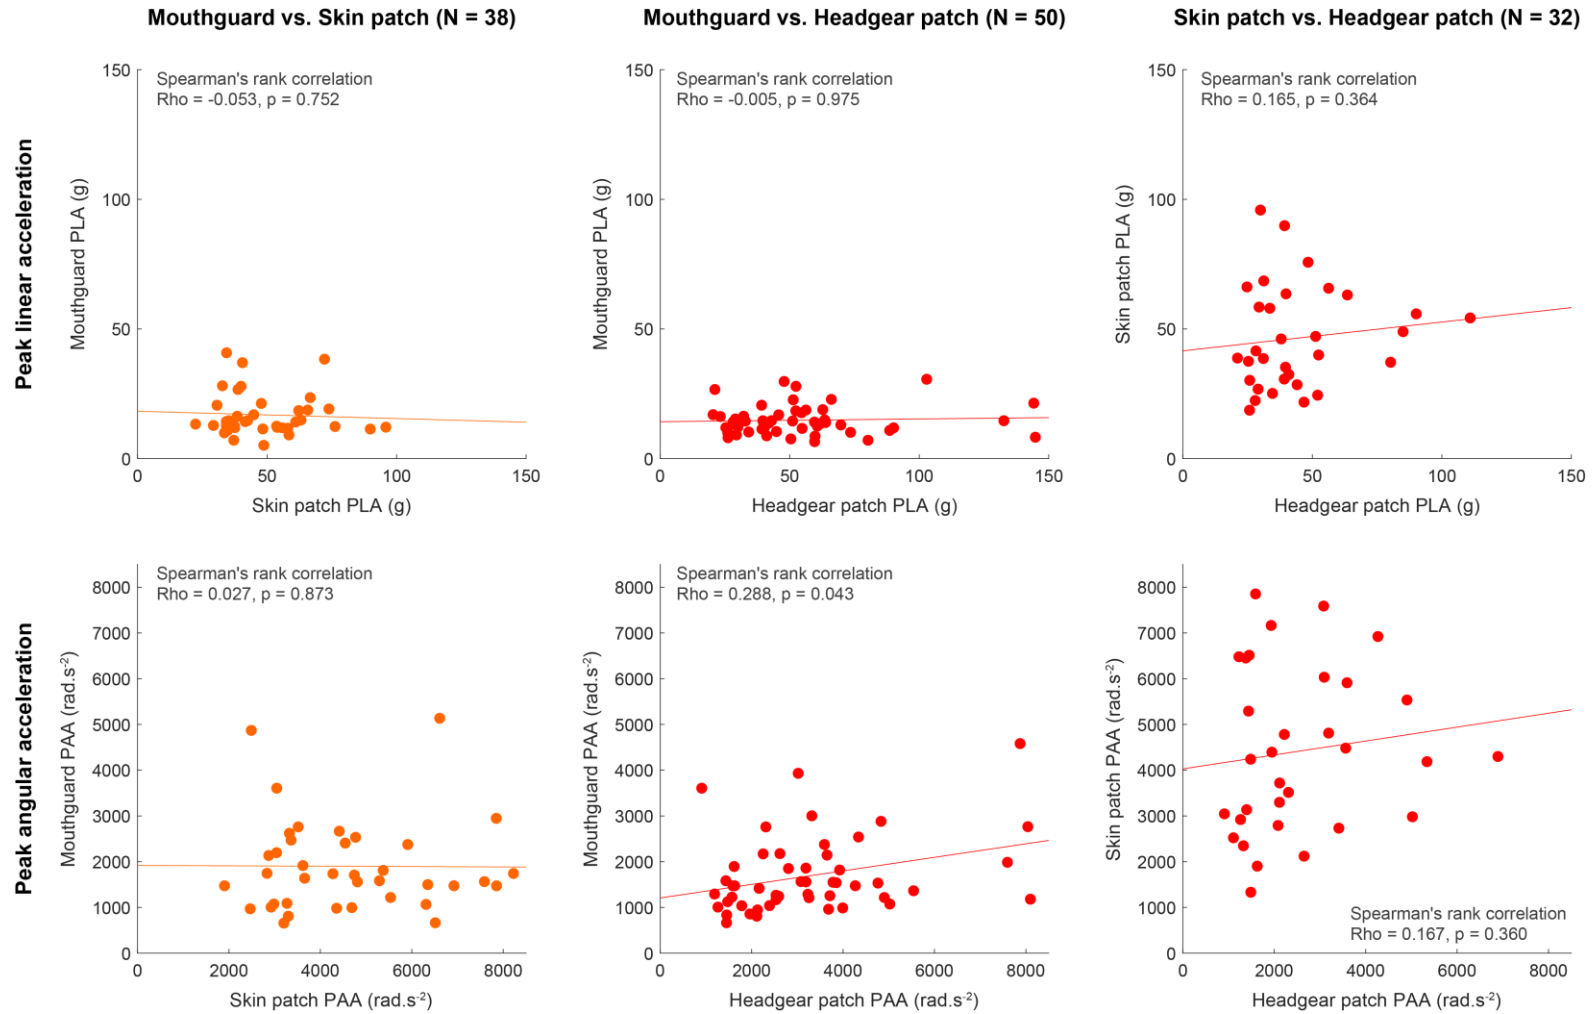 Mouthguard vs. Skin patch (N = 38)
Mouthguard vs. Headgear patch (N = 50)
Skin patch vs. Headgear patch (N = 32)
Peak linear acceleration
150
100
50
0
Mouthguard PLA (g)
Spearman's rank correlation
Rho = -0.053, p = 0.752
0
50
100
150
Skin patch PLA (g)
150
100
50
0
Mouthguard PLA (g)
Spearman's rank correlation
Rho = -0.005, p = 0.975
0
50
100
150
Headgear patch PLA (g)
150
100
50
0
Skin patch PLA (g)
Spearman's rank correlation
Rho = 0.165, p = 0.364
0
50
100
150
Headgear patch PLA (g)
Peak angular acceleration
8000
7000
6000
5000
4000
3000
2000
1000
0
Mouthguard PAA (rad.s⁻²)
Spearman's rank correlation
Rho = 0.027, p = 0.873
0
2000
4000
6000
8000
Skin patch PAA (rad.s⁻²)
8000
7000
6000
5000
4000
3000
2000
1000
0
Mouthguard PAA (rad.s⁻²)
Spearman's rank correlation
Rho = 0.288, p = 0.043
0
2000
4000
6000
8000
Headgear patch PAA (rad.s⁻²)
8000
7000
6000
5000
4000
3000
2000
1000
0
Skin patch PAA (rad.s⁻²)
Spearman's rank correlation
Rho = 0.167, p = 0.360
0
2000
4000
6000
8000
Headgear patch PAA (rad.s⁻²)